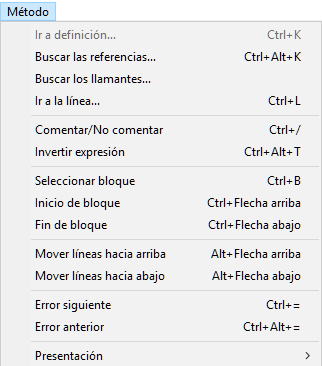 Método
Ir a definición... Ctrl+K
Buscar las referencias... Ctrl+Alt+K
Buscar los llamantes...
Ir a la línea... Ctrl+L
Comentar/No comentar Ctrl+/
Invertir expresión Ctrl+Alt+T
Seleccionar bloque Ctrl+B
Inicio de bloque Ctrl+Flecha arriba
Fin de bloque Ctrl+Flecha abajo
Mover líneas hacia arriba Alt+Flecha arriba
Mover líneas hacia abajo Alt+Flecha abajo
Error siguiente Ctrl+=
Error anterior Ctrl+Alt+=
Presentación >